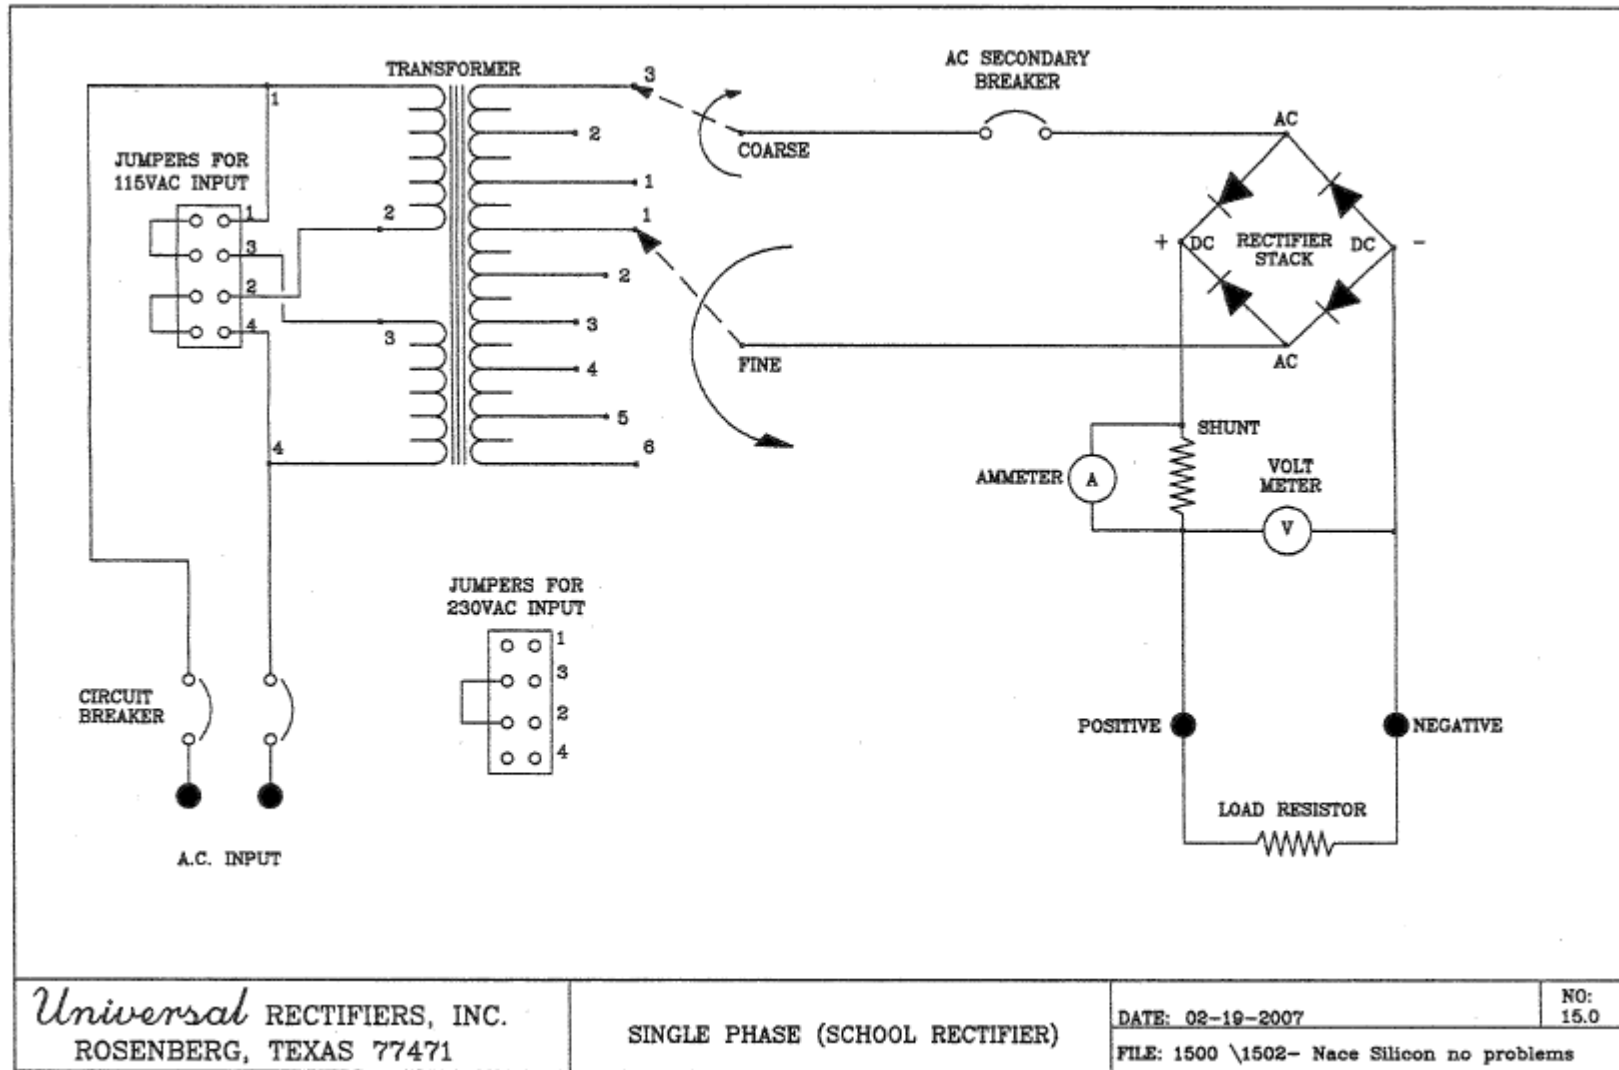 TRANSFORMER
3
AC SECONDARY
BREAKER
1
2
COARSE
AC
JUMPERS FOR
115VAC INPUT
1
1
2
1
3
2
4
2
3
3
4
FINE
+
DC
RECTIFIER
STACK
DC
-
AC
5
4
6
SHUNT
AMMETER
A
VOLT
METER
V
JUMPERS FOR
230VAC INPUT
1
3
2
4
CIRCUIT
BREAKER
POSITIVE
NEGATIVE
LOAD RESISTOR
A.C. INPUT
Universal RECTIFIERS, INC.
ROSENBERG, TEXAS 77471
SINGLE PHASE (SCHOOL RECTIFIER)
DATE: 02-19-2007
NO:
15.0
FILE: 1500 \1502- Nace Silicon no problems